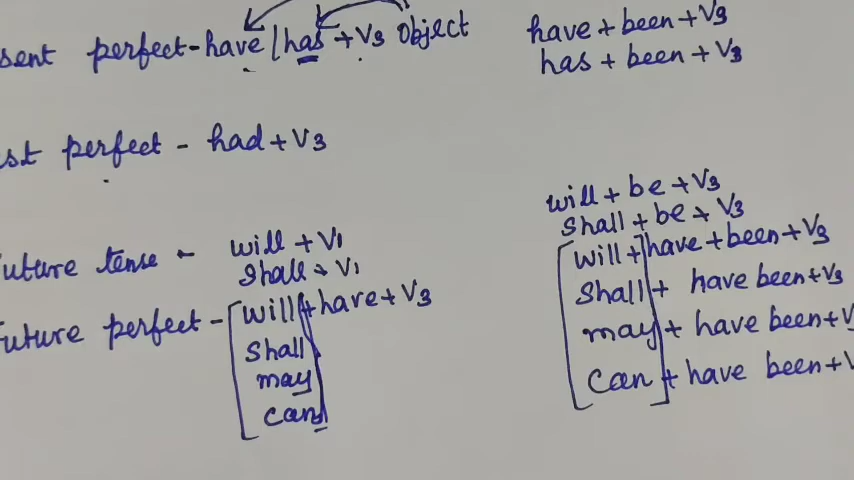 sent perfect - have / has + V3 Object
have + been + V3
has + been + V3
st perfect - had + V3
will + be + V3
Shall + be + V3
uture tense - will + V1
Shall + V1
will + have + been + V3
Shall + have been + V3
may + have been + V3
Can + have been + V
uture perfect - will + have + V3
Shall
may
can